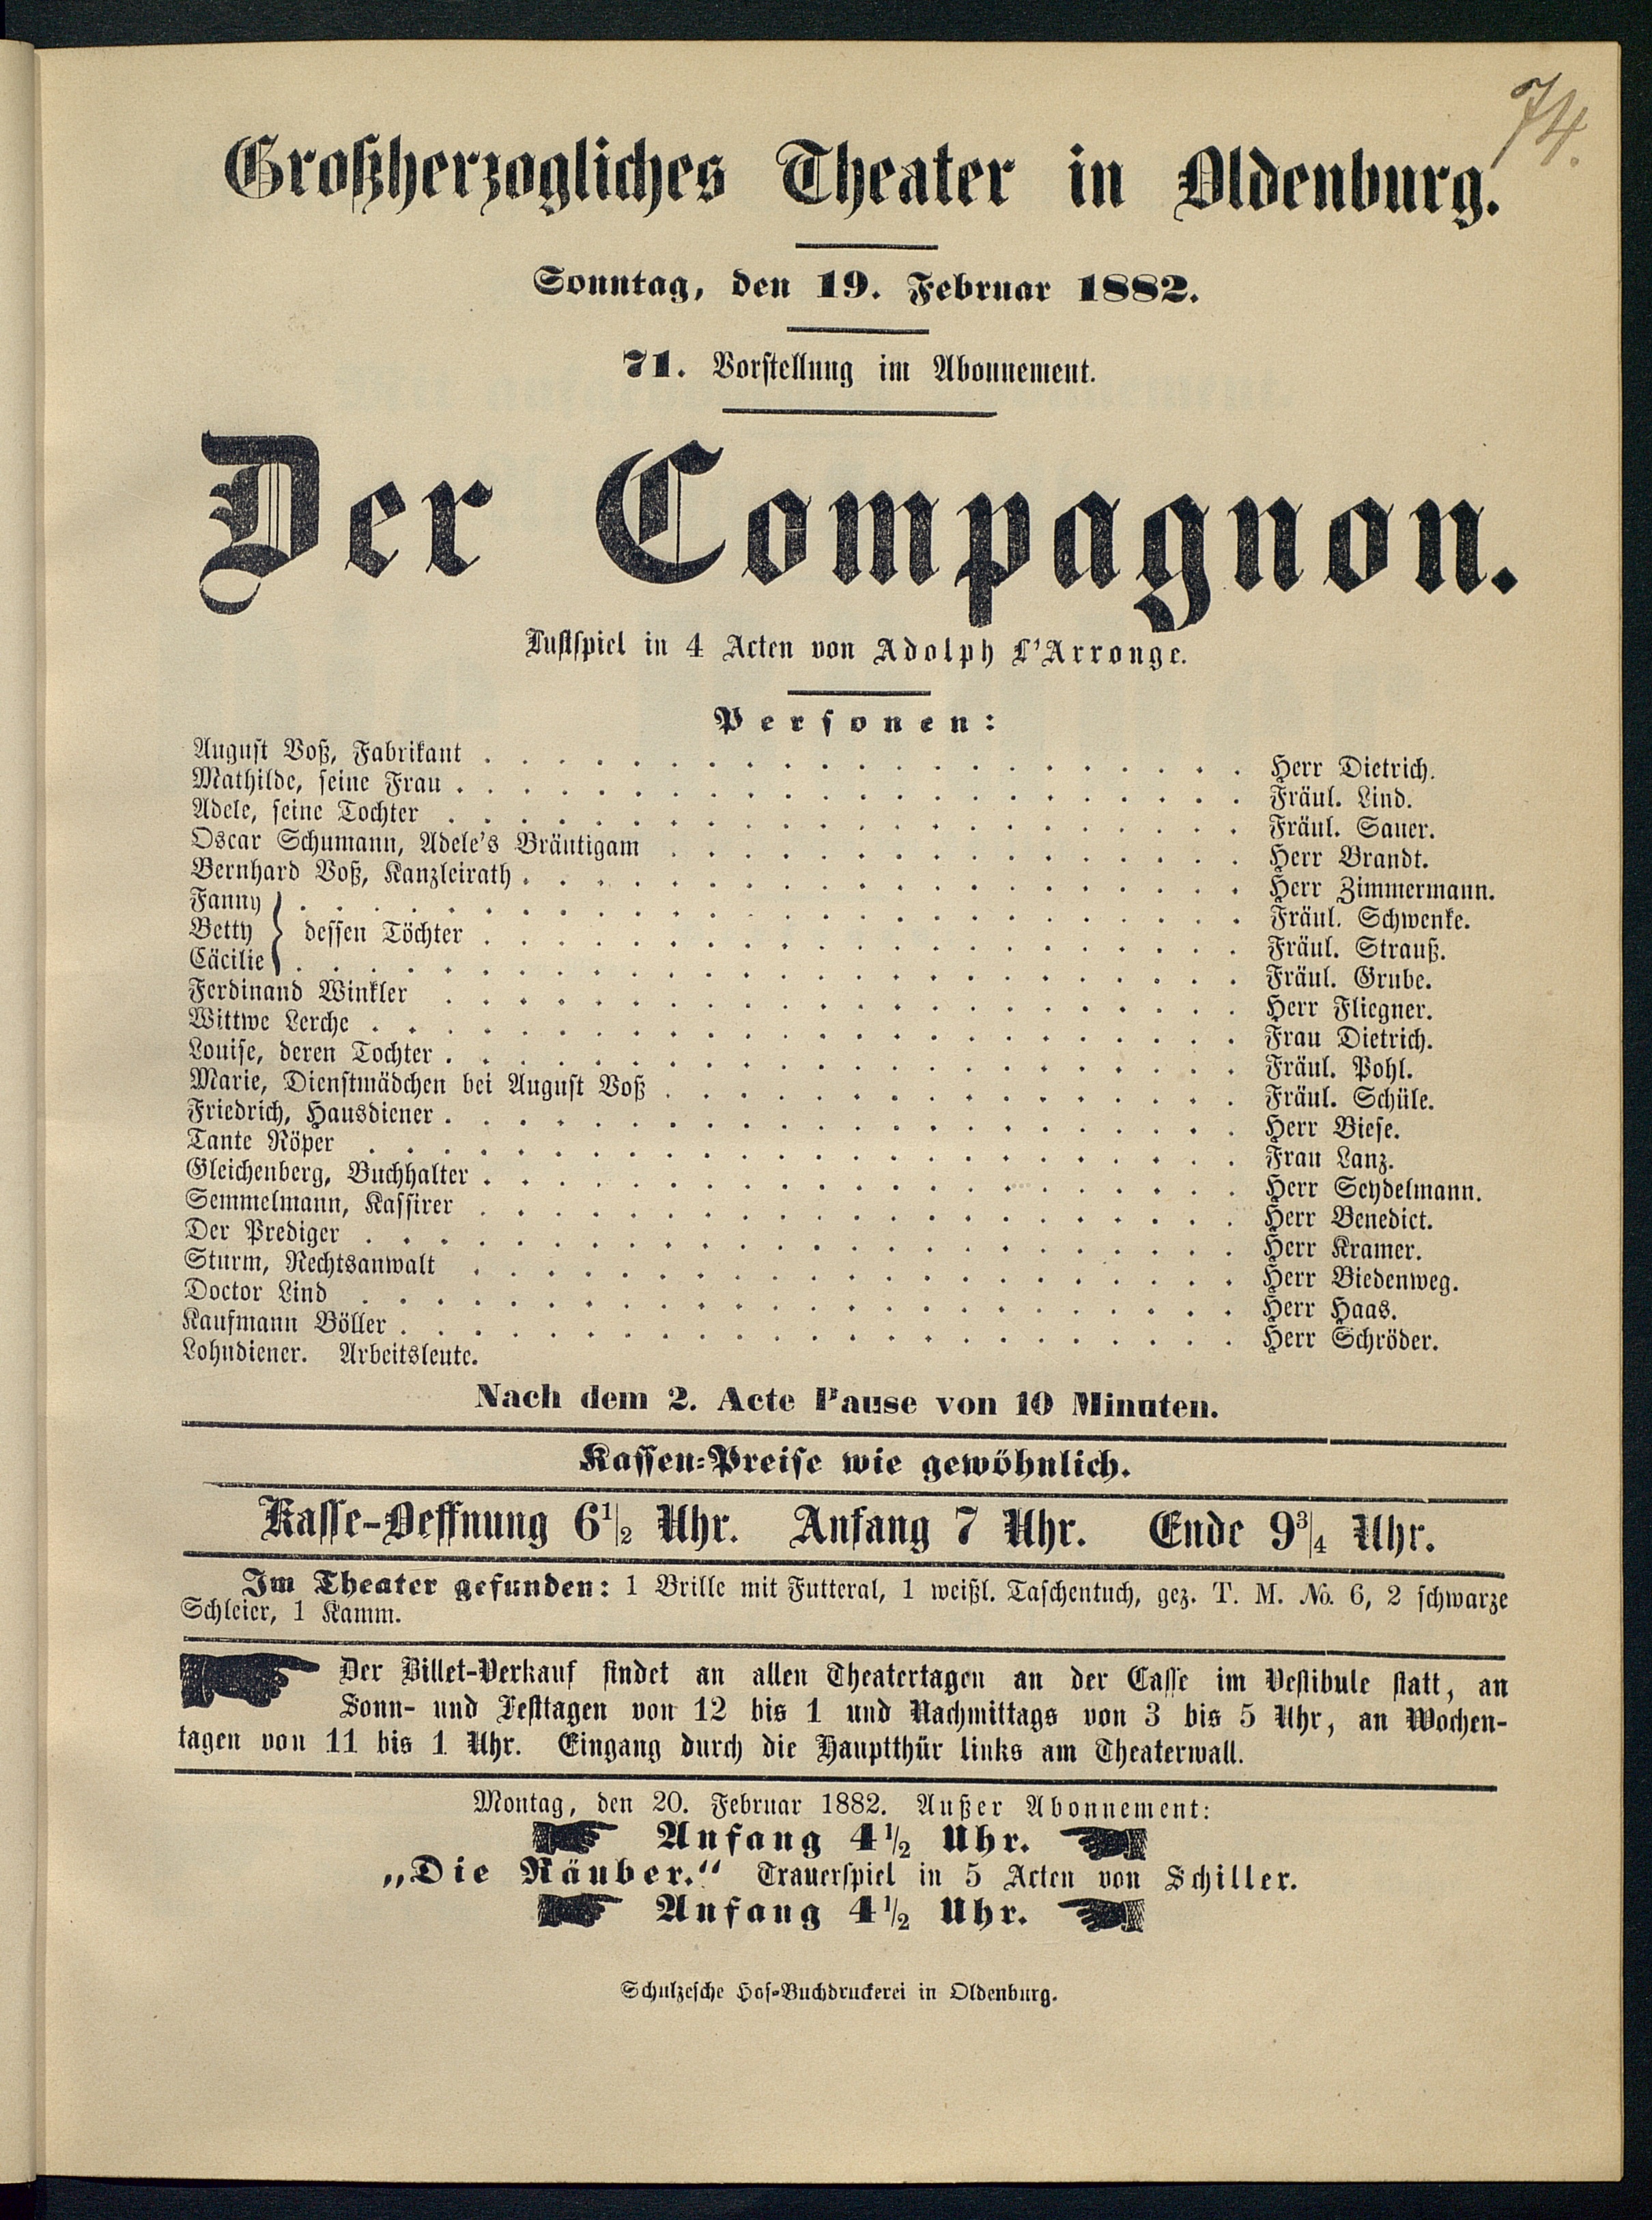 74.
Großherzogliches Theater in Oldenburg.
Sonntag, den 19. Februar 1882.
71. Vorstellung im Abonnement.
Der Compagnon.
Lustspiel in 4 Acten von Adolph L'Arronge.
Personen:
August Voß, Fabrikant . . . . . . . . . . Herr Dietrich.
Mathilde, seine Frau . . . . . . . . . . Fräul. Lind.
Adele, seine Tochter . . . . . . . . . . Fräul. Sauer.
Oscar Schumann, Adele's Bräutigam . . . . . . . . . . Herr Brandt.
Bernhard Voß, Kanzleirath . . . . . . . . . . Herr Zimmermann.
Fanny } . . . . . . . . . . Fräul. Schwenke.
Betty } dessen Töchter . . . . . . . . . . Fräul. Strauß.
Cäcilie } . . . . . . . . . . Fräul. Grube.
Ferdinand Winkler . . . . . . . . . . Herr Fliegner.
Wittwe Lerche . . . . . . . . . . Frau Dietrich.
Louise, deren Tochter . . . . . . . . . . Fräul. Pohl.
Marie, Dienstmädchen bei August Voß . . . . . . . . . . Fräul. Schüle.
Friedrich, Hausdiener . . . . . . . . . . Herr Biese.
Tante Röper . . . . . . . . . . Frau Lanz.
Gleichenberg, Buchhalter . . . . . . . . . . Herr Seydelmann.
Semmelmann, Kassirer . . . . . . . . . . Herr Benedict.
Der Prediger . . . . . . . . . . Herr Kramer.
Sturm, Rechtsanwalt . . . . . . . . . . Herr Biedenweg.
Doctor Lind . . . . . . . . . . Herr Haas.
Kaufmann Böller . . . . . . . . . . Herr Schröder.
Lohndiener. Arbeitsleute.
Nach dem 2. Acte Pause von 10 Minuten.
Kassen-Preise wie gewöhnlich.
Kasse-Oeffnung 6 1/2 Uhr. Anfang 7 Uhr. Ende 9 3/4 Uhr.
Im Theater gefunden: 1 Brille mit Futteral, 1 weißl. Taschentuch, gez. T. M. No. 6, 2 schwarze
Schleier, 1 Kamm.
Der Billet-Verkauf findet an allen Theatertagen an der Casse im Vestibule statt, an
Sonn- und Festtagen von 12 bis 1 und Nachmittags von 3 bis 5 Uhr, an Wochen-
tagen von 11 bis 1 Uhr. Eingang durch die Hauptthür links am Theaterwall.
Montag, den 20. Februar 1882. Außer Abonnement:
Anfang 4 1/2 Uhr.
„Die Räuber.“ Trauerspiel in 5 Acten von Schiller.
Anfang 4 1/2 Uhr.
Schulzesche Hof-Buchdruckerei in Oldenburg.